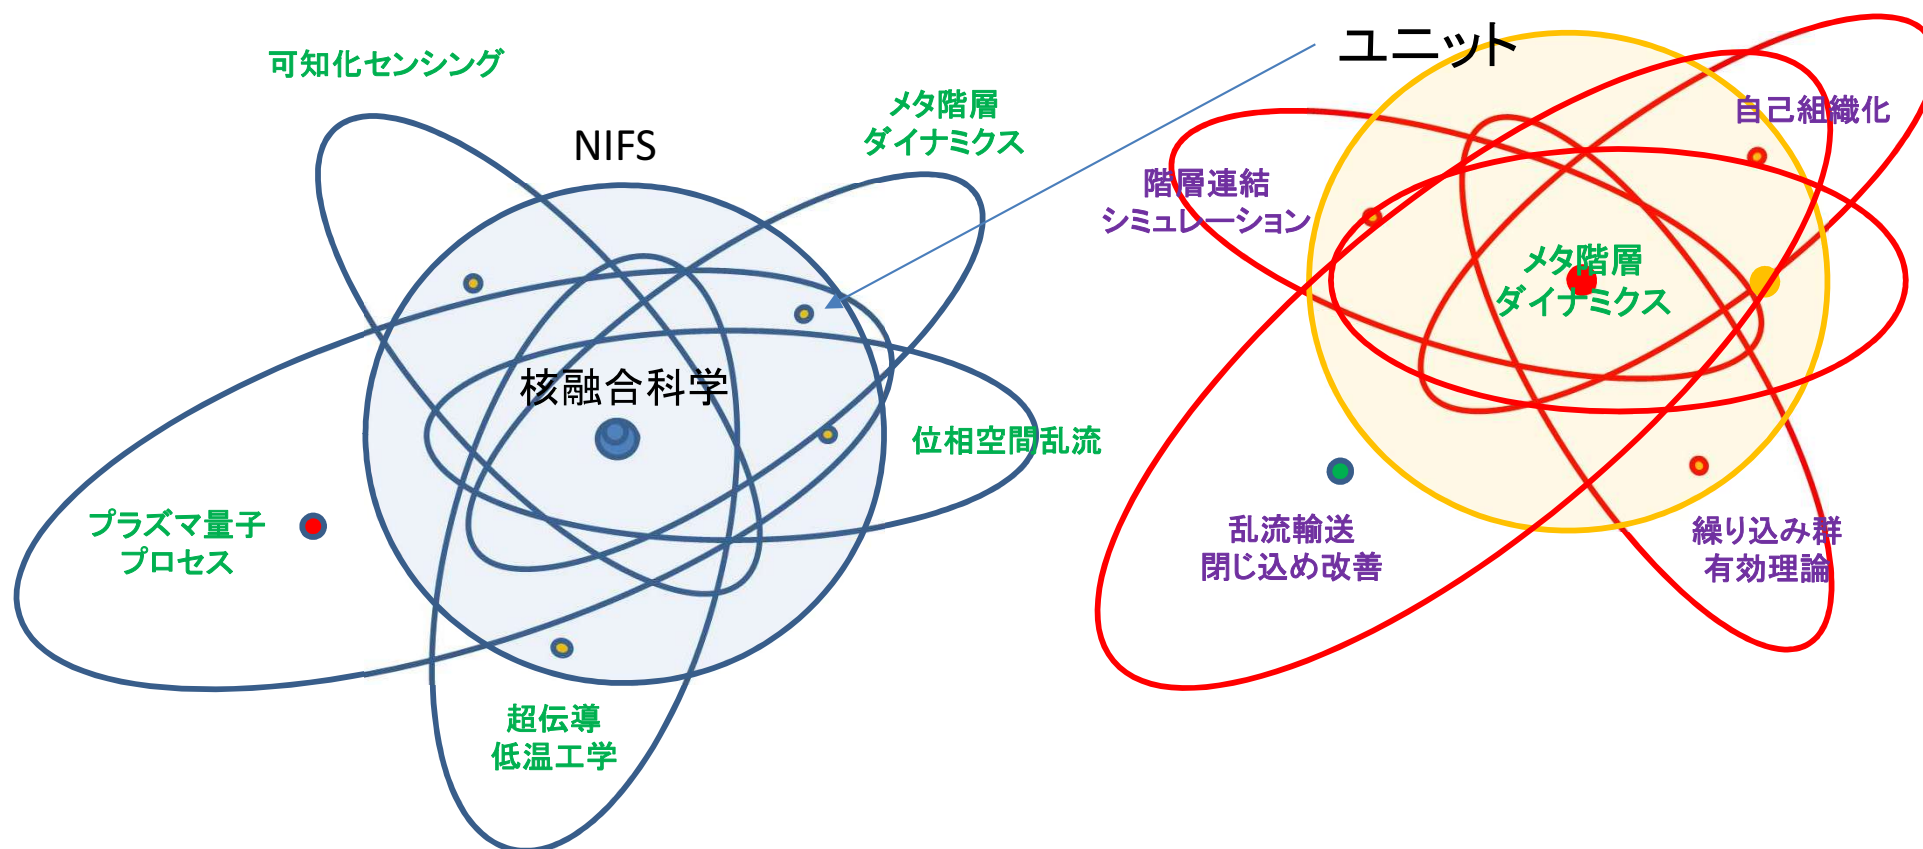 可知化センシング
NIFS
メタ階層
ダイナミクス
核融合科学
位相空間乱流
プラズマ量子
プロセス
超伝導
低温工学
ユニット
自己組織化
階層連結
シミュレーション
メタ階層
ダイナミクス
乱流輸送
閉じ込め改善
繰り込み群
有効理論